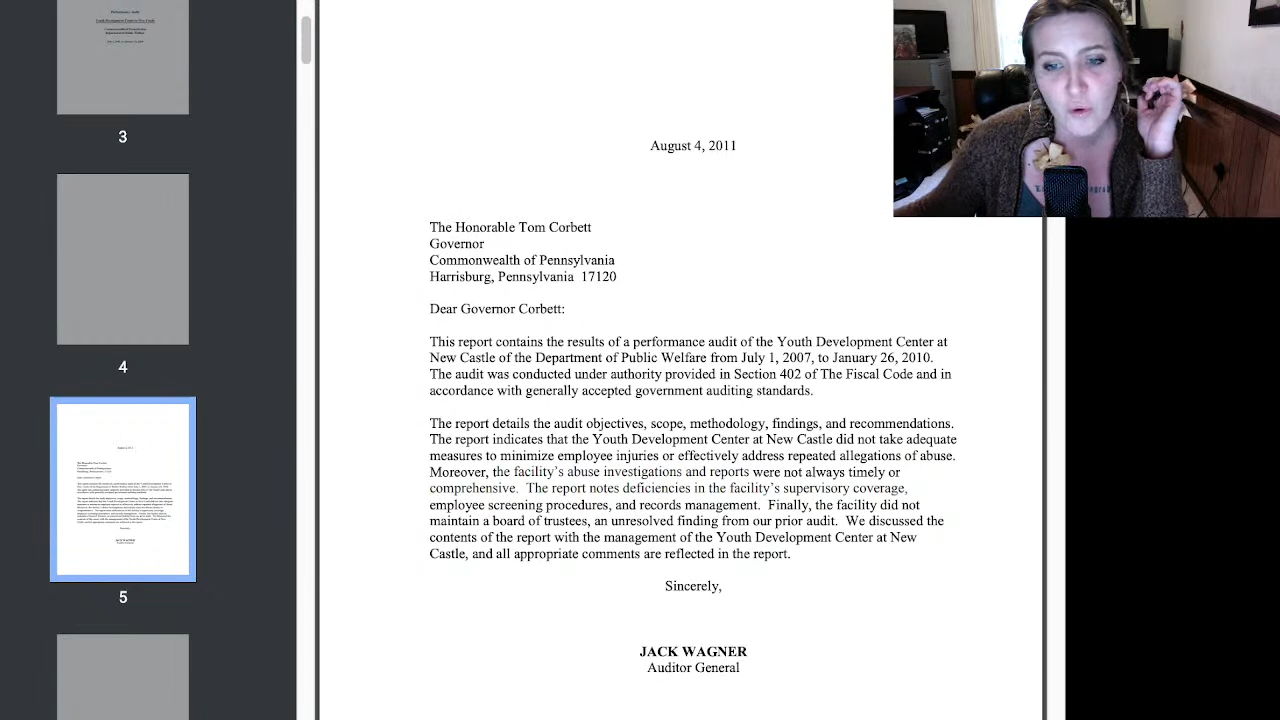 3
4
5
August 4, 2011
The Honorable Tom Corbett
Governor
Commonwealth of Pennsylvania
Harrisburg, Pennsylvania 17120
Dear Governor Corbett:
This report contains the results of a performance audit of the Youth Development Center at
New Castle of the Department of Public Welfare from July 1, 2007, to January 26, 2010.
The audit was conducted under authority provided in Section 402 of The Fiscal Code and in
accordance with generally accepted government auditing standards.
The report details the audit objectives, scope, methodology, findings, and recommendations.
The report indicates that the Youth Development Center at New Castle did not take adequate
measures to minimize employee injuries or effectively address repeated allegations of abuse.
Moreover, the facility's abuse investigations and reports were not always timely or
comprehensive. The report notes deficiencies in the facility's supervisory coverage,
employee screening procedures, and records management. Finally, the facility did not
maintain a board of trustees, an unresolved finding from our prior audit. We discussed the
contents of the report with the management of the Youth Development Center at New
Castle, and all appropriate comments are reflected in the report.
Sincerely,
JACK WAGNER
Auditor General